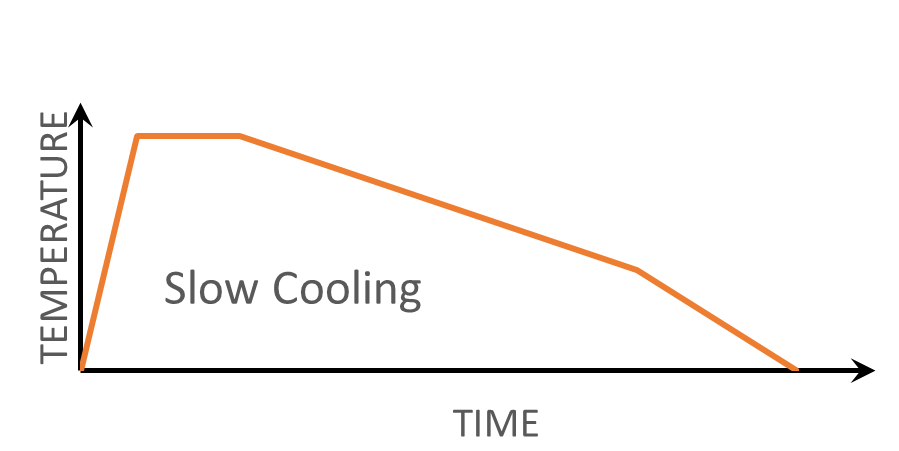 TEMPERATURE
Slow Cooling
TIME